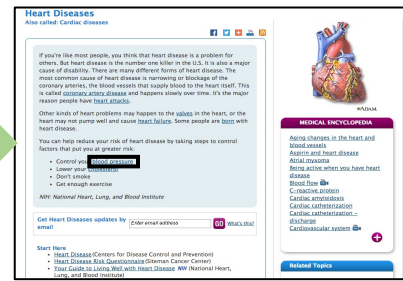 Heart Diseases
Also called: Cardiac diseases
If you're like most people, you think that heart disease is a problem for
others. But heart disease is the number one killer in the U.S. It is also a major
cause of disability. There are many different forms of heart disease. The
most common cause of heart disease is narrowing or blockage of the
coronary arteries, the blood vessels that supply blood to the heart itself. This
is called coronary artery disease and happens slowly over time. It's the major
reason people have heart attacks.
Other kinds of heart problems may happen to the valves in the heart, or the
heart may not pump well and cause heart failure. Some people are born with
heart disease.
You can help reduce your risk of heart disease by taking steps to control
factors that put you at greater risk:
• Control your blood pressure
• Lower your cholesterol
• Don't smoke
• Get enough exercise
NIH: National Heart, Lung, and Blood Institute
Get Heart Diseases updates by
email
Enter email address
GO
What's this?
Start Here
• Heart Disease (Centers for Disease Control and Prevention)
• Heart Disease Risk Questionnaire (Siteman Cancer Center)
• Your Guide to Living Well with Heart Disease NIH (National Heart,
Lung, and Blood Institute)
ADAM.
MEDICAL ENCYCLOPEDIA
Aging changes in the heart and
blood vessels
Aspirin and heart disease
Atrial myxoma
Being active when you have heart
disease
Blood flow
C-reactive protein
Cardiac amyloidosis
Cardiac catheterization
Cardiac catheterization -
discharge
Cardiovascular system
Related Topics